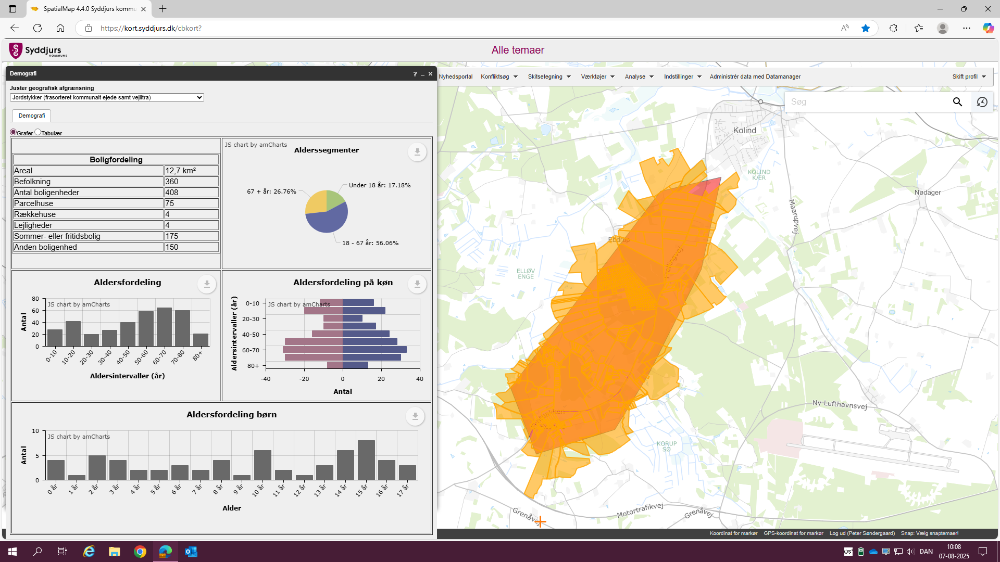 SpatialMap 4.4.0 Syddjurs kommu
https://kort.syddjurs.dk/cbkort?
Syddjurs
KOMMUNE
Alle temaer
Demografi
? _ ×
Nyhedsportal Konfliktsøg Skitsetegning Værktøjer Analyse Indstillinger Administrér data med Datamanager Skift profil
Juster geografisk afgrænsning
Jordstykker (frasorteret kommunalt ejede samt vejlitra)
Søg
Demografi
Grafer Tabulær
Boligfordeling
Areal 12,7 km²
Befolkning 360
Antal boligenheder 408
Parcelhuse 75
Rækkehuse 4
Lejligheder 4
Sommer- eller fritidsbolig 175
Anden boligenhed 150
JS chart by amCharts
Alderssegmenter
Under 18 år: 17.18%
67 + år: 26.76%
18 - 67 år: 56.06%
Aldersfordeling
JS chart by amCharts
Antal
80
60
40
20
0
0-10 10-20 20-30 30-40 40-50 50-60 60-70 70-80 80+
Aldersintervaller (år)
Aldersfordeling på køn
JS chart by amCharts
Aldersintervaller (år)
0-10
20-30
40-50
60-70
80+
-40 -20 0 20 40
Antal
Aldersfordeling børn
JS chart by amCharts
Antal
10
5
0
0 år 1 år 2 år 3 år 4 år 5 år 6 år 7 år 8 år 9 år 10 år 11 år 12 år 13 år 14 år 15 år 16 år 17 år
Alder
Kolind
KOLIND
KÆR
Nødager
Maarupvej
Ebdrup
ELLØV
ENGE
Ny Lufthavnsvej
KORUP
SØ
Motortrafikvej
Grenåvej
Grenåvej
Koordinat for markør GPS-koordinat for markør Log ud (Peter Søndergaard) Snap: Vælg snaptemaer!
DAN
10:08
07-08-2025